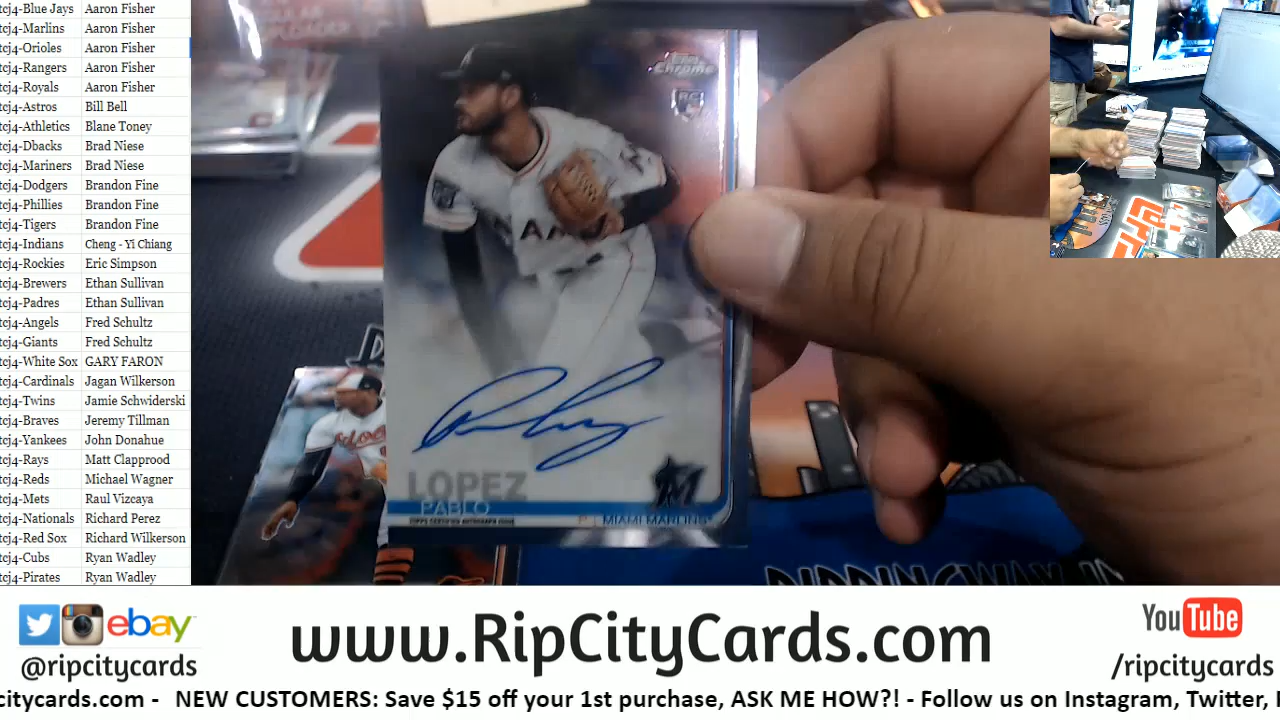 tcj4-Blue Jays Aaron Fisher
tcj4-Marlins Aaron Fisher
tcj4-Orioles Aaron Fisher
tcj4-Rangers Aaron Fisher
tcj4-Royals Aaron Fisher
tcj4-Astros Bill Bell
tcj4-Athletics Blane Toney
tcj4-Dbacks Brad Niese
tcj4-Mariners Brad Niese
tcj4-Dodgers Brandon Fine
tcj4-Phillies Brandon Fine
tcj4-Tigers Brandon Fine
tcj4-Indians Cheng - Yi Chiang
tcj4-Rockies Eric Simpson
tcj4-Brewers Ethan Sullivan
tcj4-Padres Ethan Sullivan
tcj4-Angels Fred Schultz
tcj4-Giants Fred Schultz
tcj4-White Sox GARY FARON
tcj4-Cardinals Jagan Wilkerson
tcj4-Twins Jamie Schwiderski
tcj4-Braves Jeremy Tillman
tcj4-Yankees John Donahue
tcj4-Rays Matt Clapprood
tcj4-Reds Michael Wagner
tcj4-Mets Raul Vizcaya
tcj4-Nationals Richard Perez
tcj4-Red Sox Richard Wilkerson
tcj4-Cubs Ryan Wadley
tcj4-Pirates Ryan Wadley
Chrome
RC
LOPEZ
PABLO
TOPPS CERTIFIED AUTOGRAPH ISSUE
P | MIAMI MARLINS
ebay
@ripcitycards
www.RipCityCards.com
YouTube
/ripcitycards
citycards.com - NEW CUSTOMERS: Save $15 off your 1st purchase, ASK ME HOW?! - Follow us on Instagram, Twitter,